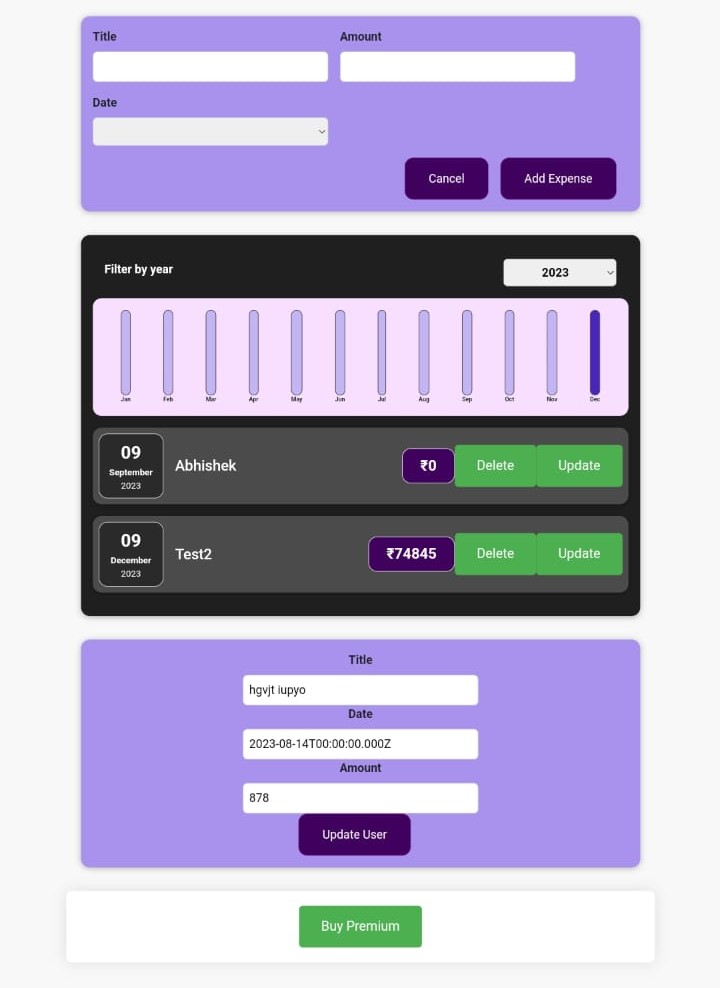 Title
Amount
Date
Cancel
Add Expense
Filter by year
2023
Jan Feb Mar Apr May Jun Jul Aug Sep Oct Nov Dec
09
September
2023
Abhishek
₹0
Delete
Update
09
December
2023
Test2
₹74845
Delete
Update
Title
hgvjt iupyo
Date
2023-08-14T00:00:00.000Z
Amount
878
Update User
Buy Premium